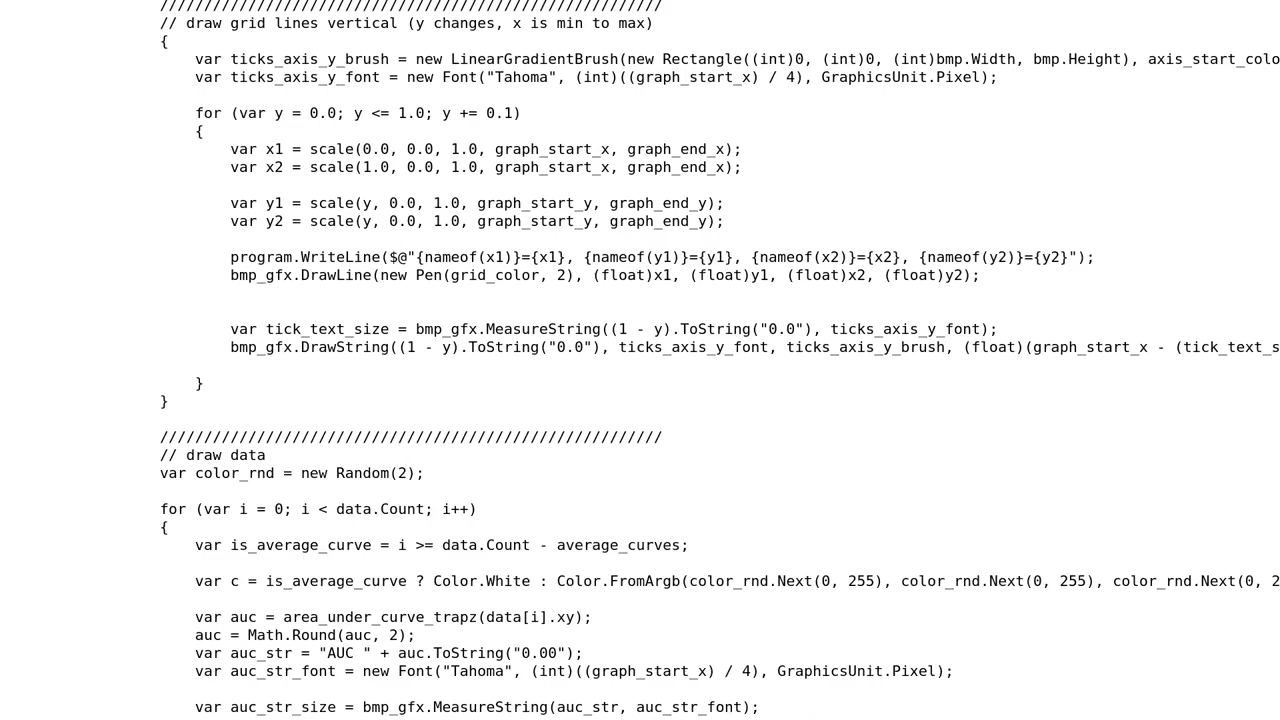 /////////////////////////////////////////////////////////
// draw grid lines vertical (y changes, x is min to max)
{
var ticks_axis_y_brush = new LinearGradientBrush(new Rectangle((int)0, (int)0, (int)bmp.Width, bmp.Height), axis_start_colo
var ticks_axis_y_font = new Font("Tahoma", (int)((graph_start_x) / 4), GraphicsUnit.Pixel);
for (var y = 0.0; y <= 1.0; y += 0.1)
{
var x1 = scale(0.0, 0.0, 1.0, graph_start_x, graph_end_x);
var x2 = scale(1.0, 0.0, 1.0, graph_start_x, graph_end_x);
var y1 = scale(y, 0.0, 1.0, graph_start_y, graph_end_y);
var y2 = scale(y, 0.0, 1.0, graph_start_y, graph_end_y);
program.WriteLine($@"{nameof(x1)}={x1}, {nameof(y1)}={y1}, {nameof(x2)}={x2}, {nameof(y2)}={y2}");
bmp_gfx.DrawLine(new Pen(grid_color, 2), (float)x1, (float)y1, (float)x2, (float)y2);
var tick_text_size = bmp_gfx.MeasureString((1 - y).ToString("0.0"), ticks_axis_y_font);
bmp_gfx.DrawString((1 - y).ToString("0.0"), ticks_axis_y_font, ticks_axis_y_brush, (float)(graph_start_x - (tick_text_s
}
}
/////////////////////////////////////////////////////////
// draw data
var color_rnd = new Random(2);
for (var i = 0; i < data.Count; i++)
{
var is_average_curve = i >= data.Count - average_curves;
var c = is_average_curve ? Color.White : Color.FromArgb(color_rnd.Next(0, 255), color_rnd.Next(0, 255), color_rnd.Next(0, 2
var auc = area_under_curve_trapz(data[i].xy);
auc = Math.Round(auc, 2);
var auc_str = "AUC " + auc.ToString("0.00");
var auc_str_font = new Font("Tahoma", (int)((graph_start_x) / 4), GraphicsUnit.Pixel);
var auc_str_size = bmp_gfx.MeasureString(auc_str, auc_str_font);